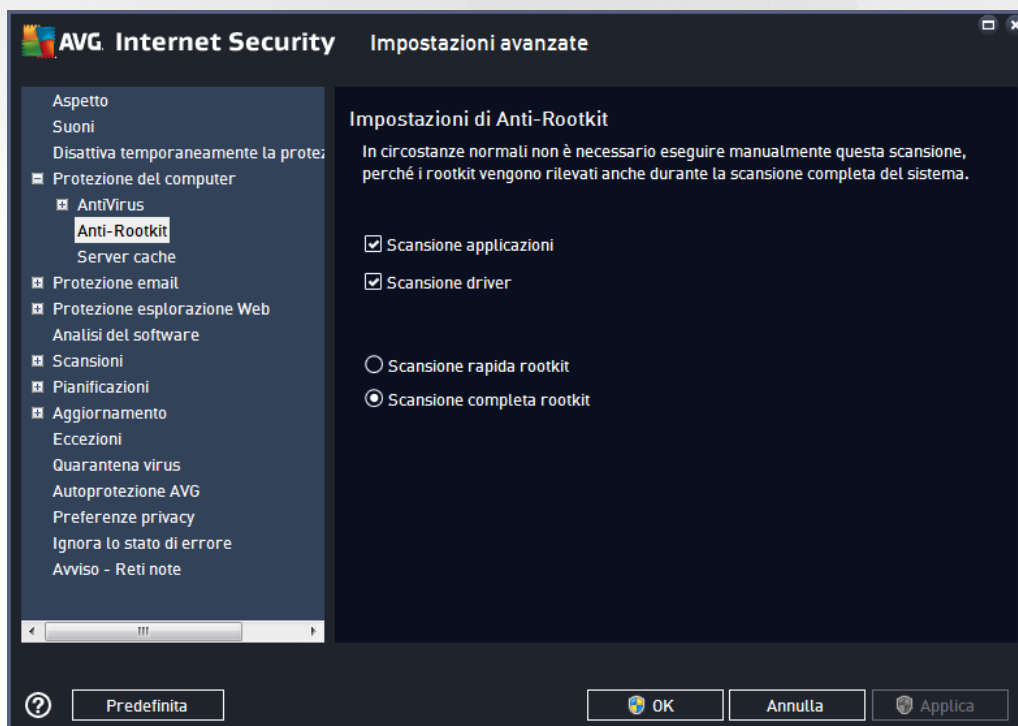 AVG. Internet Security
Impostazioni avanzate
Aspetto
Suoni
Disattiva temporaneamente la protez
Protezione del computer
AntiVirus
Anti-Rootkit
Server cache
Protezione email
Protezione esplorazione Web
Analisi del software
Scansioni
Pianificazioni
Aggiornamento
Eccezioni
Quarantena virus
Autoprotezione AVG
Preferenze privacy
Ignora lo stato di errore
Avviso - Reti note
Impostazioni di Anti-Rootkit
In circostanze normali non è necessario eseguire manualmente questa scansione,
perché i rootkit vengono rilevati anche durante la scansione completa del sistema.
Scansione applicazioni
Scansione driver
Scansione rapida rootkit
Scansione completa rootkit
?
Predefinita
OK
Annulla
Applica